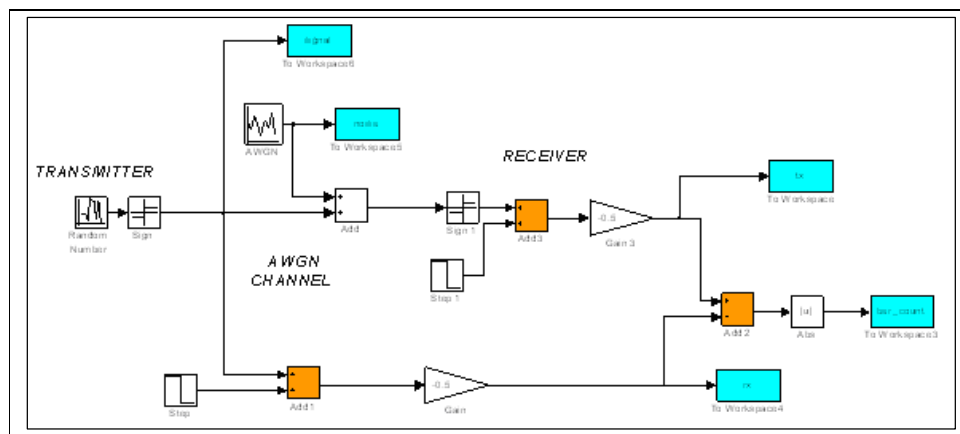 signal
To Workspace6
noise
To Workspace5
AWGN
TRANSMITTER
RECEIVER
tx
To Workspace
Random
Number
Sign
Add
Sign 1
Add3
-0.5
Gain 3
AWGN
CHANNEL
Step 1
Add2
|u|
Abs
ber_count
To Workspace3
Step
Add1
-0.5
Gain
rx
To Workspace4